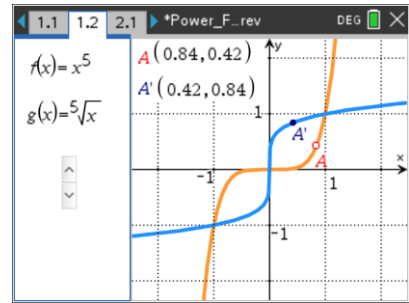 1.1 1.2 2.1 *Power_F...rev DEG
f(x)=x⁵
g(x)=⁵√x
A(0.84,0.42)
A'(0.42,0.84)
y
1
A'
A
x
-1
1
-1